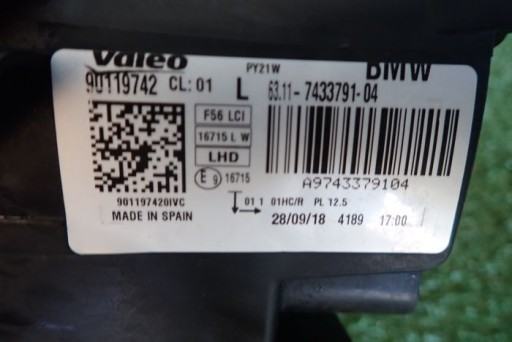 Valeo PY21W BMW
90119742 CL:01 L 63.11- 7433791-04
F56 LCI
16715 L W
LHD
E9 16715
A9743379104
901197420IVC
MADE IN SPAIN
01 1 01HC/R PL 12.5
28/09/18 4189 17:00